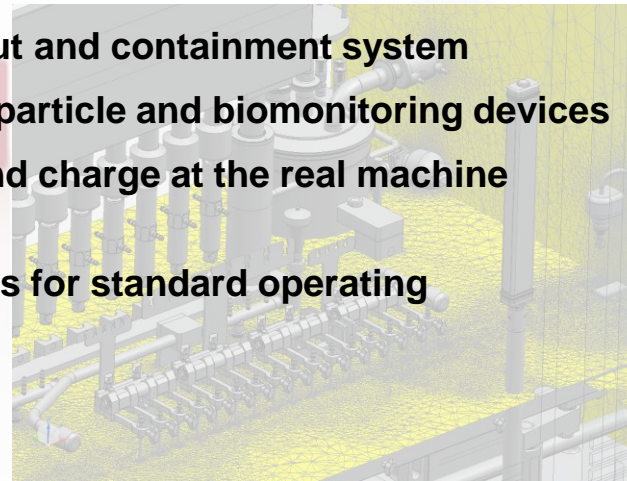 ut and containment system
particle and biomonitoring devices
nd charge at the real machine
s for standard operating